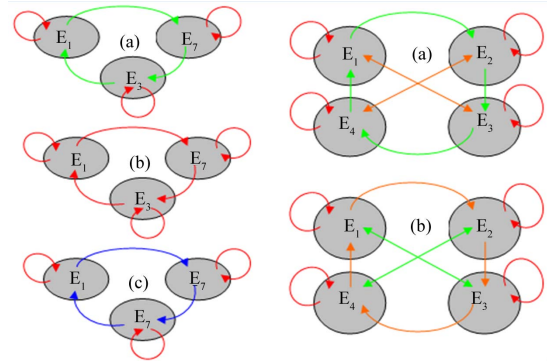 E1 (a) E7
E3
E1 (b) E7
E3
E1 (c) E7
E7
(a)
E1 E2
E4 E3
(b)
E1 E2
E4 E3